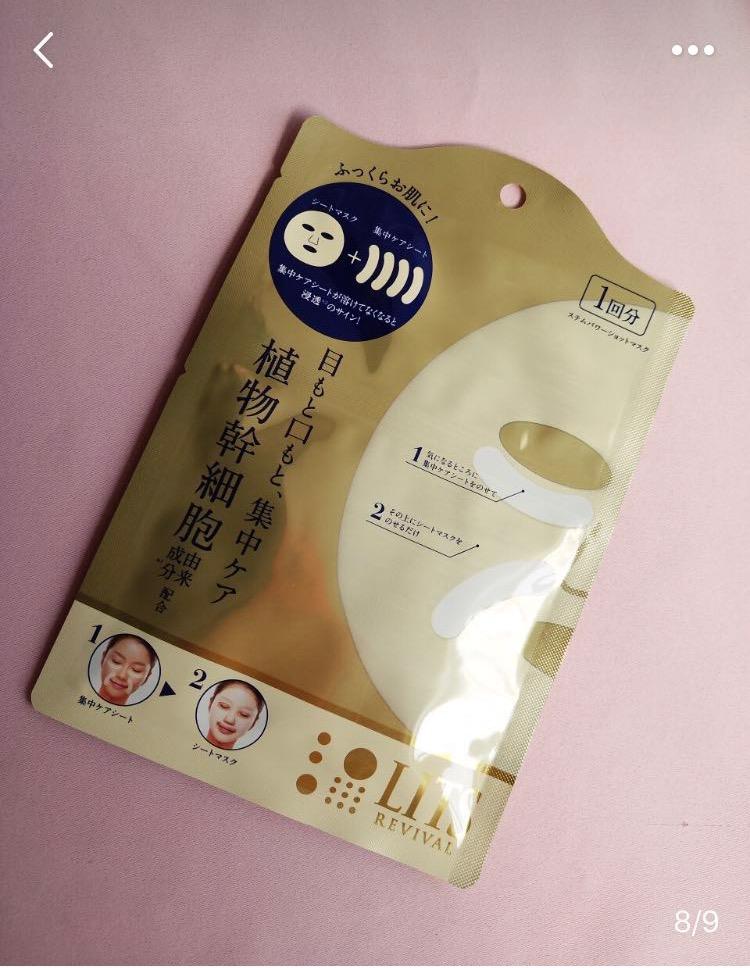 ふっくらお肌に!
シートマスク
集中ケアシート
+
集中ケアシートが溶けてなくなると
浸透※のサイン!
1回分
ステムパワーショットマスク
目もと口もと、集中ケア
植物幹細胞
由来
成分
※1
配合
1 気になるところに
集中ケアシートをのせて
2 その上にシートマスクを
のせるだけ
1
集中ケアシート
2
シートマスク
LITS
REVIVAL
8/9